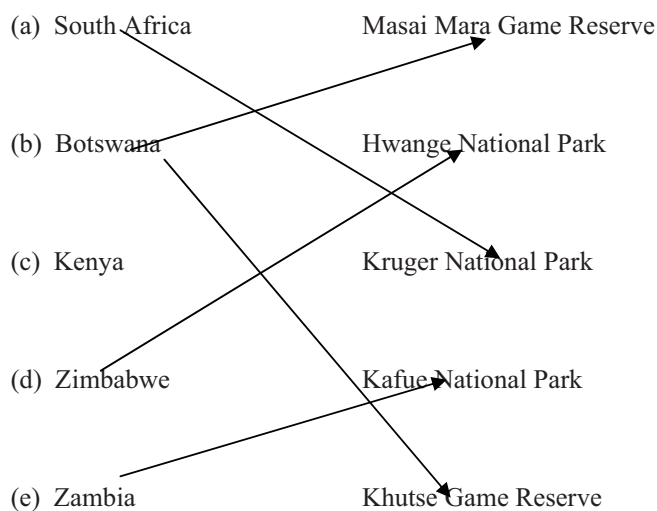 (a) South Africa Masai Mara Game Reserve
(b) Botswana Hwange National Park
(c) Kenya Kruger National Park
(d) Zimbabwe Kafue National Park
(e) Zambia Khutse Game Reserve